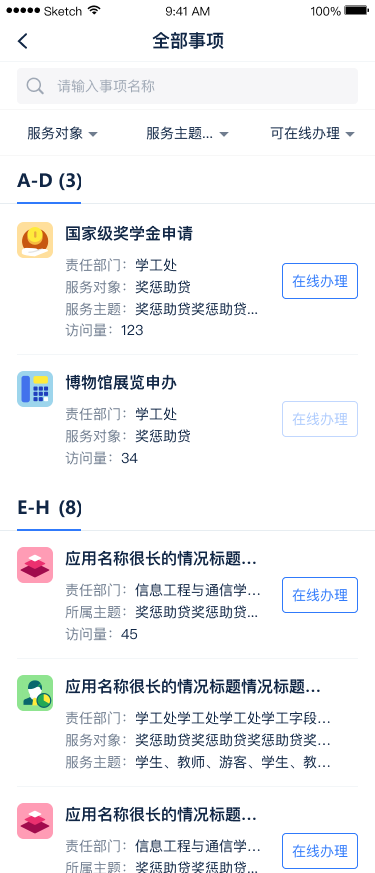 Sketch 9:41 AM 100%
全部事项
请输入事项名称
服务对象 服务主题... 可在线办理
A-D (3)
国家级奖学金申请
责任部门：学工处
服务对象：奖惩助贷
服务主题：奖惩助贷奖惩助贷...
访问量：123
在线办理
博物馆展览申办
责任部门：学工处
服务对象：奖惩助贷
访问量：34
在线办理
E-H (8)
应用名称很长的情况标题...
责任部门：信息工程与通信学...
所属主题：奖惩助贷奖惩助贷...
访问量：45
在线办理
应用名称很长的情况标题情况标题...
责任部门：学工处学工处学工处学工字段...
服务对象：奖惩助贷奖惩助贷奖惩助贷奖...
服务主题：学生、教师、游客、学生、教...
应用名称很长的情况标题...
责任部门：信息工程与通信学...
所属主题：奖惩助贷奖惩助贷...
在线办理